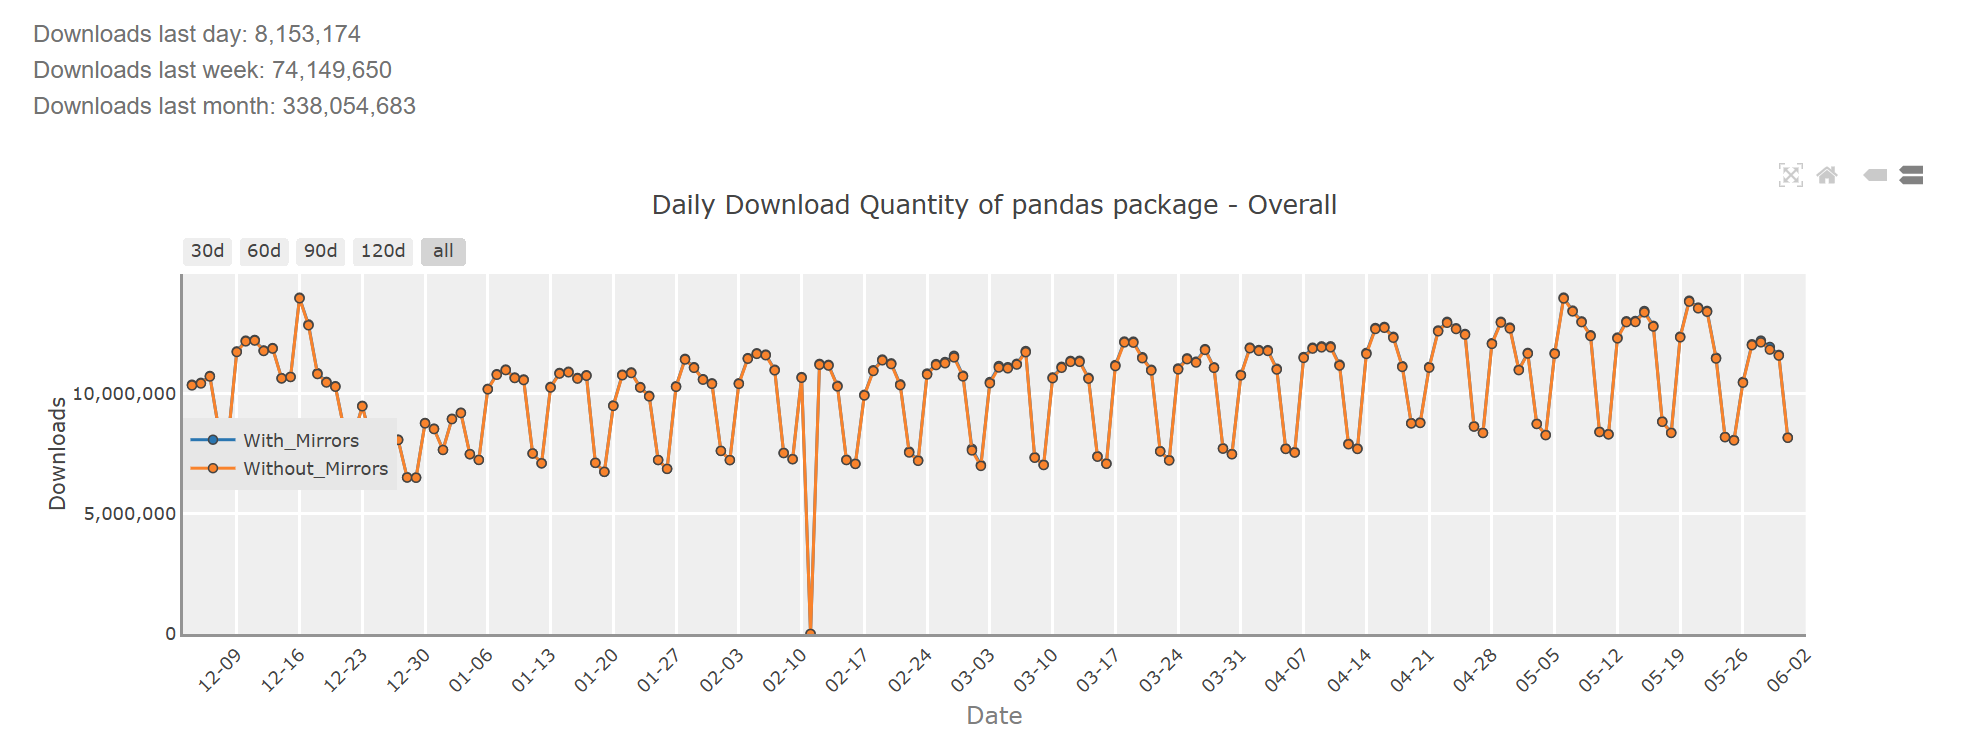 Downloads last day: 8,153,174
Downloads last week: 74,149,650
Downloads last month: 338,054,683
Daily Download Quantity of pandas package - Overall
30d 60d 90d 120d all
Downloads
10,000,000
5,000,000
0
With_Mirrors
Without_Mirrors
12-09 12-16 12-23 12-30 01-06 01-13 01-20 01-27 02-03 02-10 02-17 02-24 03-03 03-10 03-17 03-24 03-31 04-07 04-14 04-21 04-28 05-05 05-12 05-19 05-26 06-02
Date